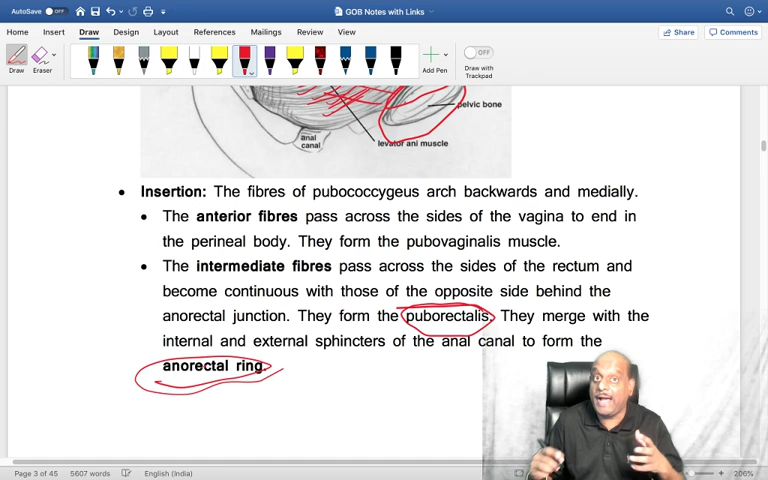 AutoSave OFF
GOB Notes with Links
Home Insert Draw Design Layout References Mailings Review View
Share Comments
Draw
Eraser
Add Pen
OFF
Draw with
Trackpad
pelvic bone
anal
canal
levator ani muscle
• Insertion: The fibres of pubococcygeus arch backwards and medially.
• The anterior fibres pass across the sides of the vagina to end in
the perineal body. They form the pubovaginalis muscle.
• The intermediate fibres pass across the sides of the rectum and
become continuous with those of the opposite side behind the
anorectal junction. They form the puborectalis. They merge with the
internal and external sphincters of the anal canal to form the
anorectal ring.
Page 3 of 45 5607 words English (India) 206%